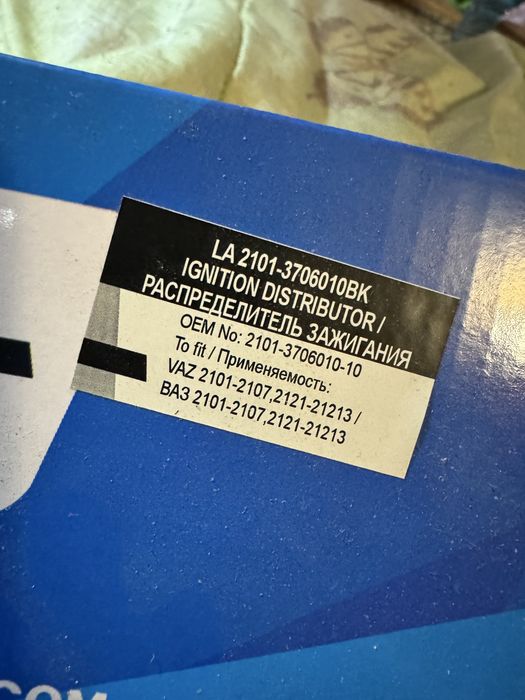 LA 2101-3706010BK
IGNITION DISTRIBUTOR /
РАСПРЕДЕЛИТЕЛЬ ЗАЖИГАНИЯ
OEM No: 2101-3706010-10
To fit / Применяемость:
VAZ 2101-2107,2121-21213 /
ВАЗ 2101-2107,2121-21213
.COM